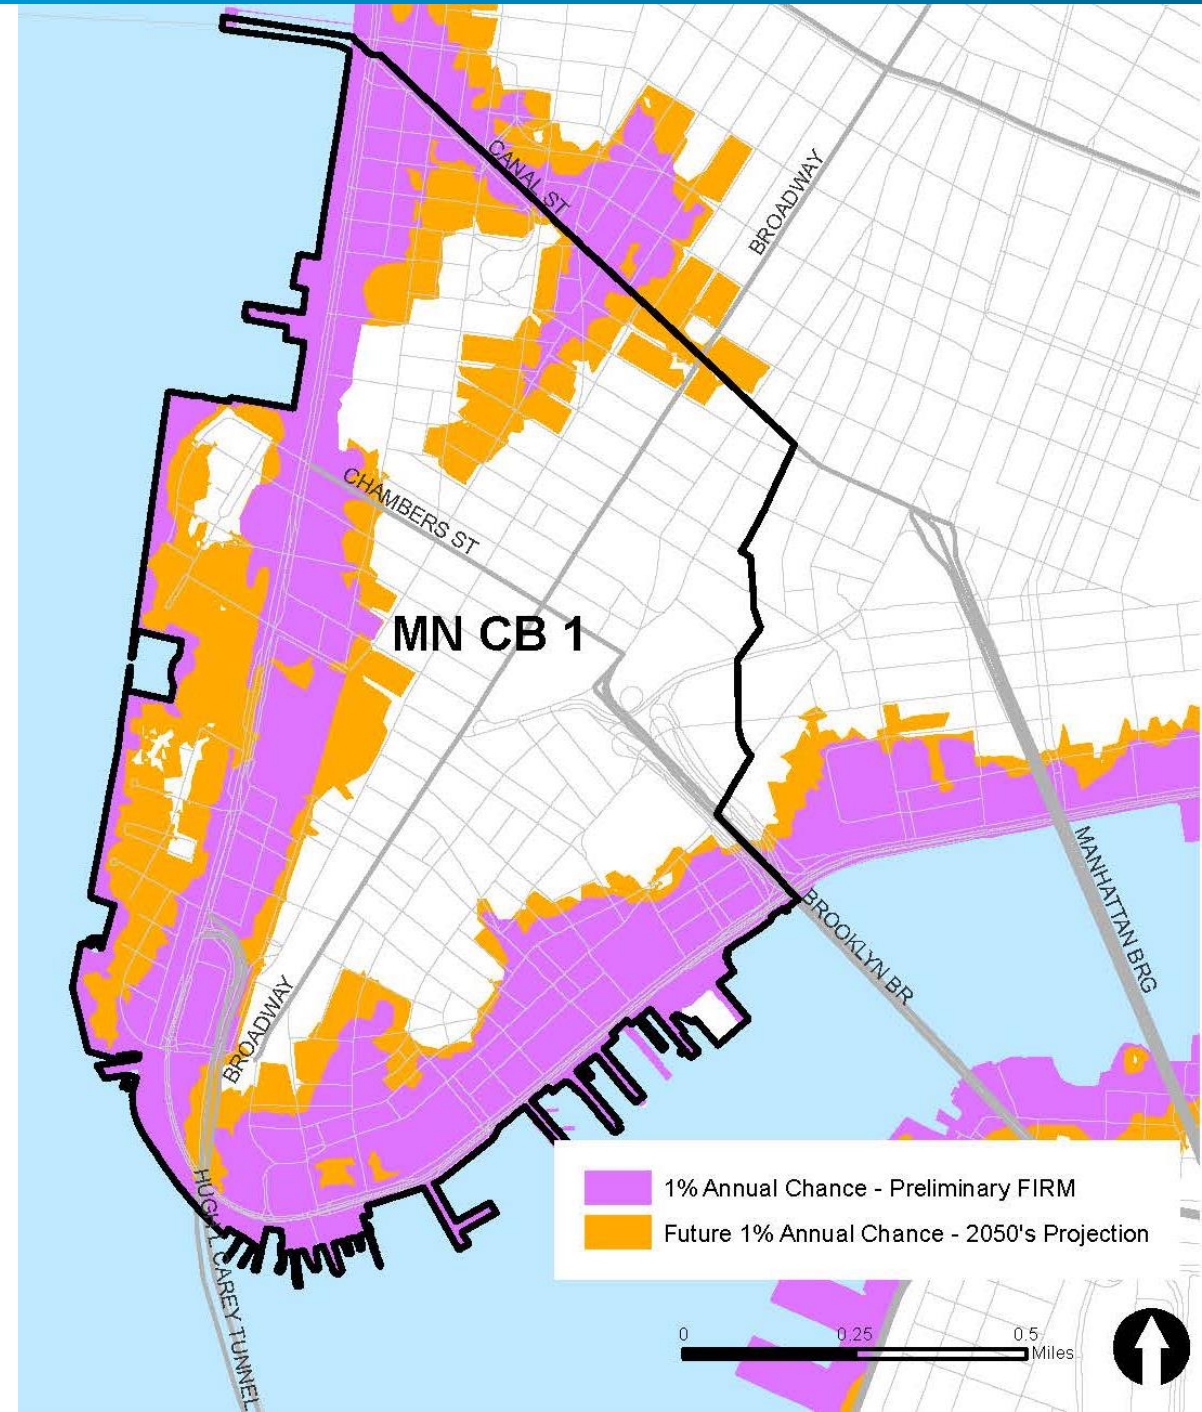 CANAL ST
BROADWAY
CHAMBERS ST
MN CB 1
MANHATTAN BRG
BROOKLYN BR
BROADWAY
1% Annual Chance - Preliminary FIRM
Future 1% Annual Chance - 2050's Projection
HUGH L CAREY TUNNEL
0 0.25 0.5
Miles